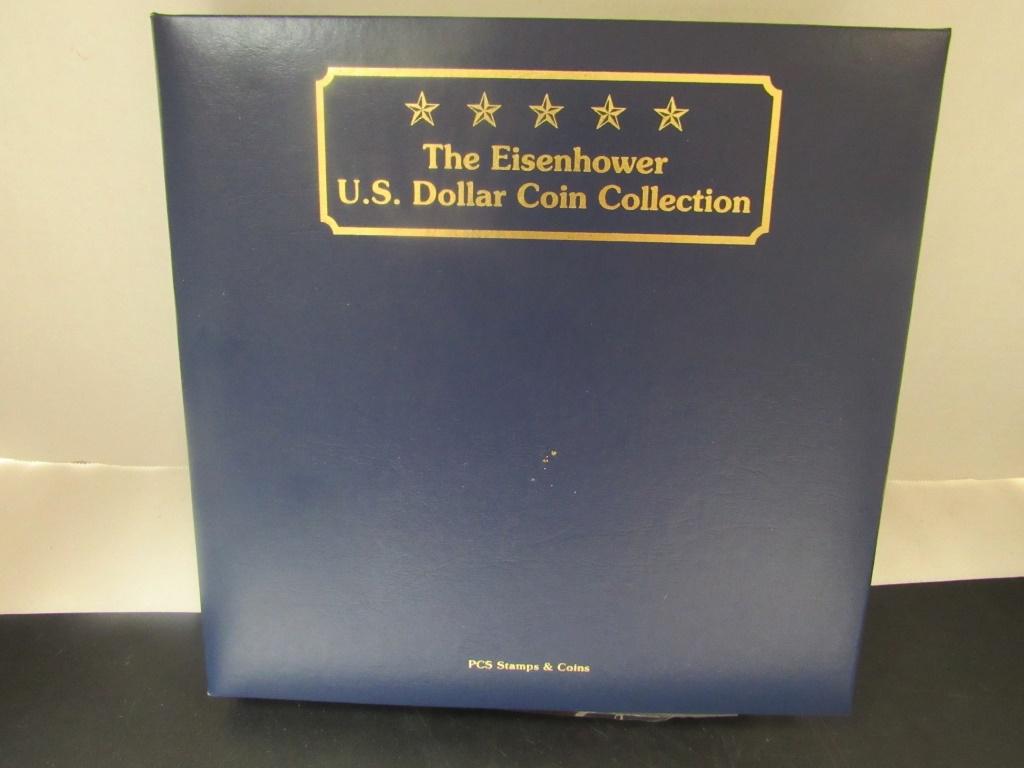 The Eisenhower
U.S. Dollar Coin Collection
PCS Stamps & Coins